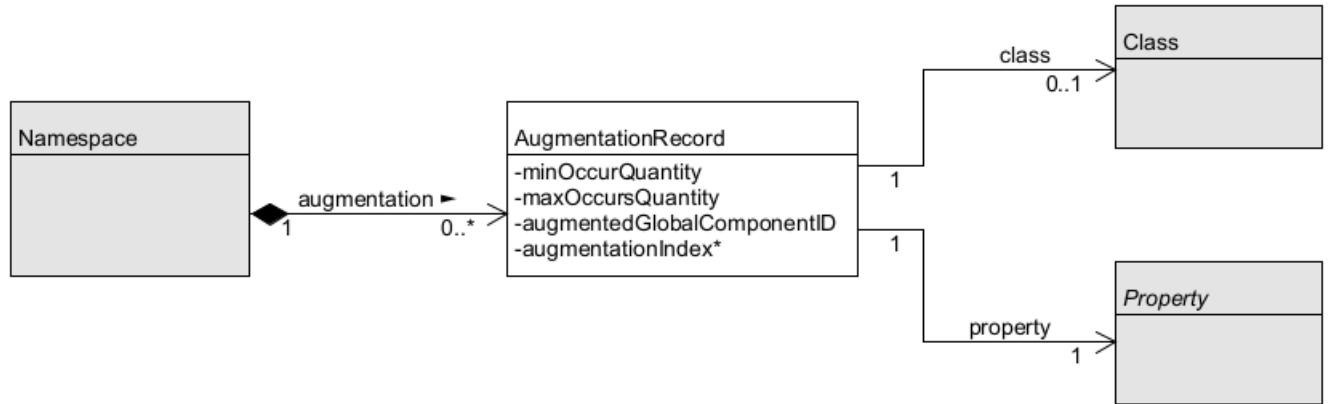 Namespace
augmentation ►
1
0..*
AugmentationRecord
-minOccurQuantity
-maxOccursQuantity
-augmentedGlobalComponentID
-augmentationIndex*
1
class
0..1
Class
1
property
1
Property